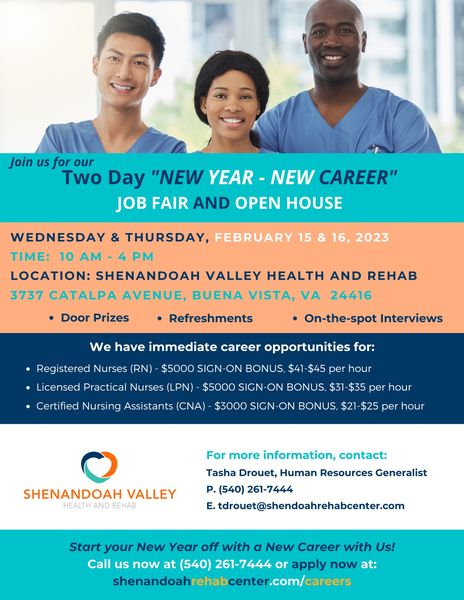 Join us for our
Two Day "NEW YEAR - NEW CAREER"
JOB FAIR AND OPEN HOUSE
WEDNESDAY & THURSDAY, FEBRUARY 15 & 16, 2023
TIME: 10 AM - 4 PM
LOCATION: SHENANDOAH VALLEY HEALTH AND REHAB
3737 CATALPA AVENUE, BUENA VISTA, VA 24416
• Door Prizes • Refreshments • On-the-spot Interviews
We have immediate career opportunities for:
• Registered Nurses (RN) - $5000 SIGN-ON BONUS, $41-$45 per hour
• Licensed Practical Nurses (LPN) - $5000 SIGN-ON BONUS, $31-$35 per hour
• Certified Nursing Assistants (CNA) - $3000 SIGN-ON BONUS, $21-$25 per hour
SHENANDOAH VALLEY
HEALTH AND REHAB
For more information, contact:
Tasha Drouet, Human Resources Generalist
P. (540) 261-7444
E. tdrouet@shendoahrehabcenter.com
Start your New Year off with a New Career with Us!
Call us now at (540) 261-7444 or apply now at:
shenandoahrehabcenter.com/careers